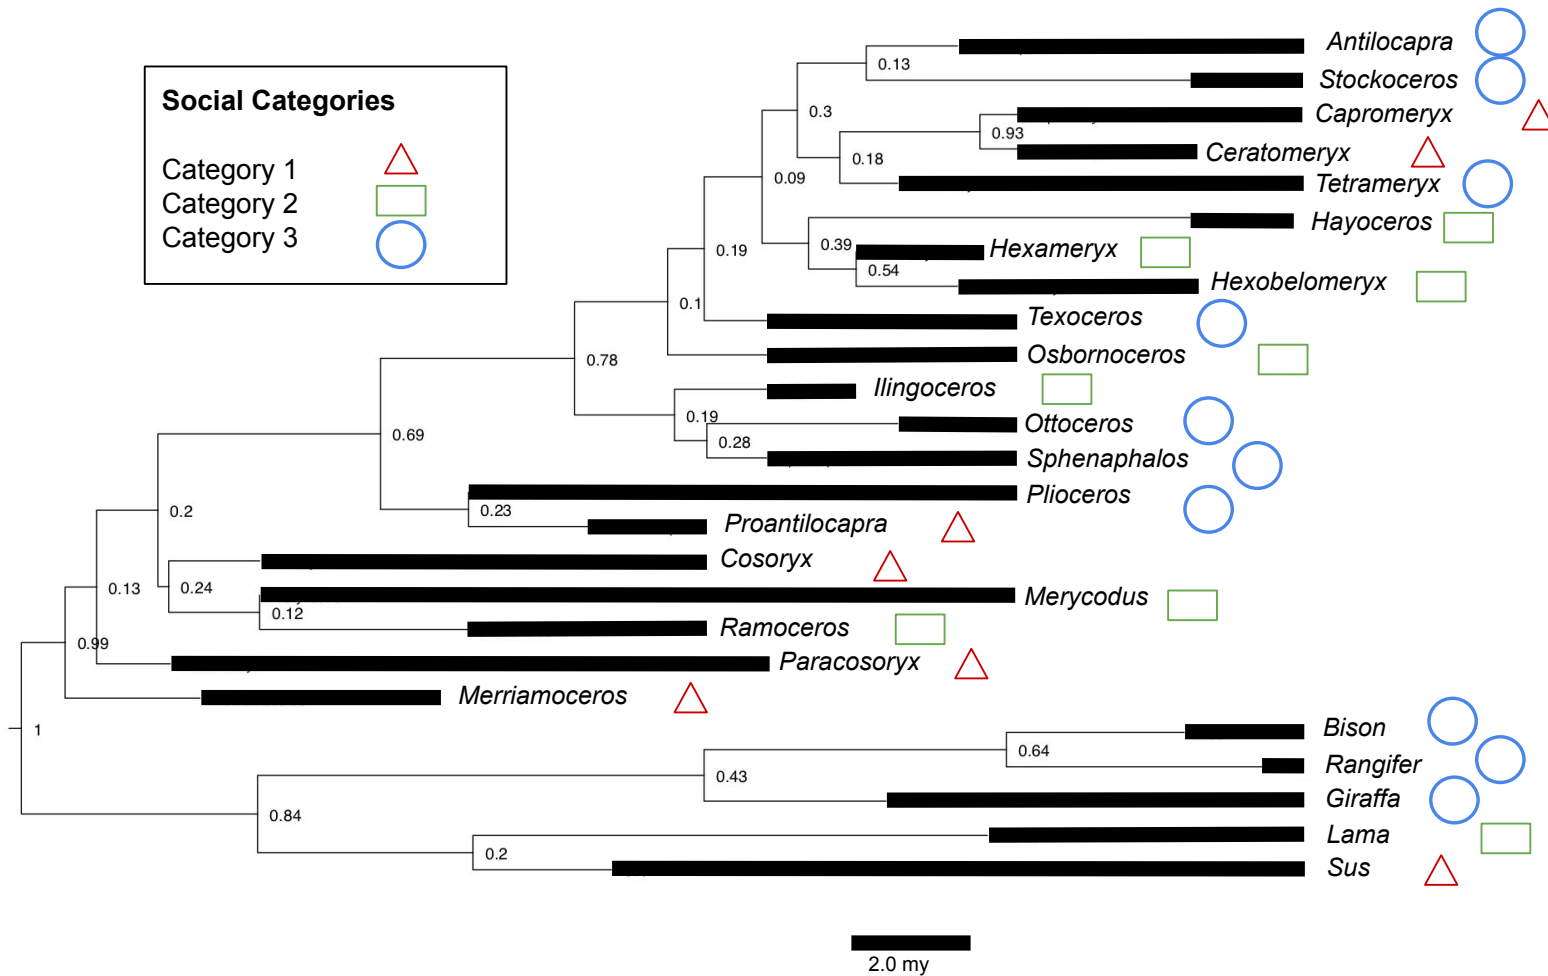 Social Categories
Category 1
Category 2
Category 3
Antilocapra
0.13
Stockoceros
0.3
Capromeryx
0.93
Ceratomeryx
0.18
Tetrameryx
0.09
Hayoceros
0.39
Hexameryx
0.19
0.54
Hexobelomeryx
0.1
Texoceros
0.78
Osbornoceros
Ilingoceros
0.19
Ottoceros
0.69
0.28
Sphenaphalos
Plioceros
0.2
0.23
Proantilocapra
Cosoryx
0.13
0.24
Merycodus
0.12
Ramoceros
0.99
Paracosoryx
Merriamoceros
1
Bison
0.64
Rangifer
0.43
Giraffa
0.84
Lama
0.2
Sus
2.0 my